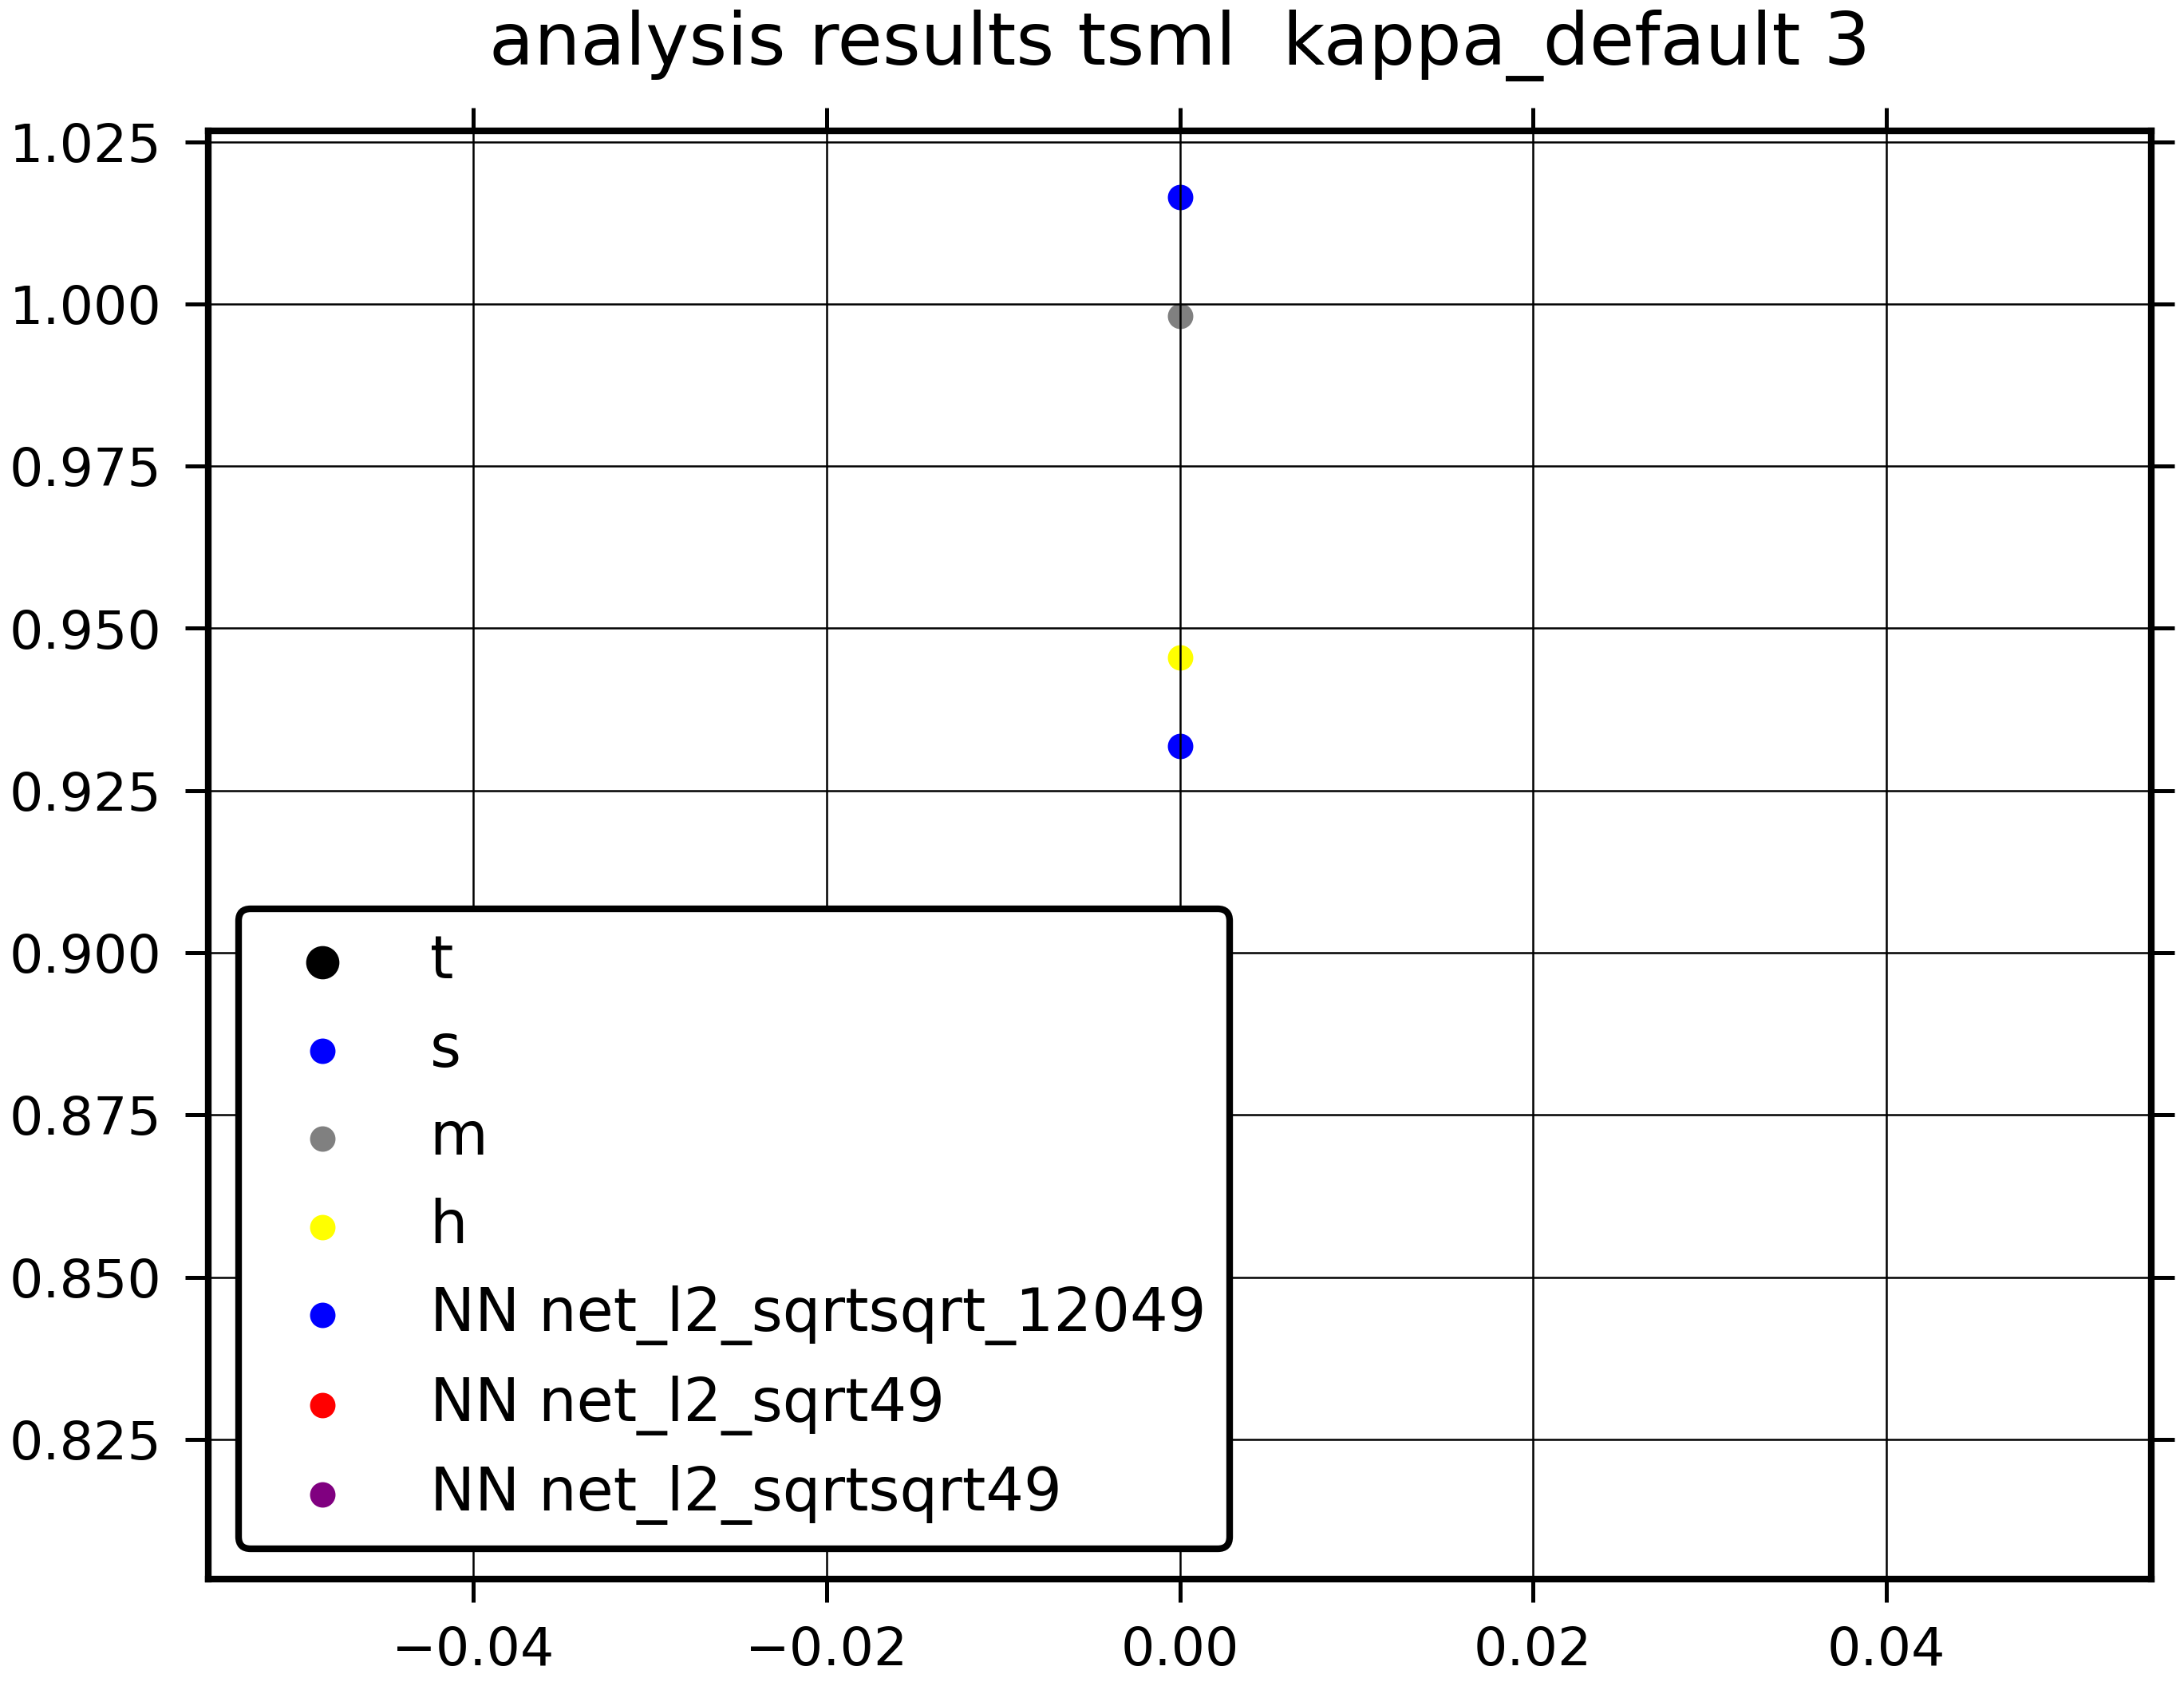 analysis results tsml  kappa_default 3
1.025
1.000
0.975
0.950
0.925
0.900
0.875
0.850
0.825
t
s
m
h
NN net_l2_sqrtsqrt_12049
NN net_l2_sqrt49
NN net_l2_sqrtsqrt49
−0.04 −0.02 0.00 0.02 0.04